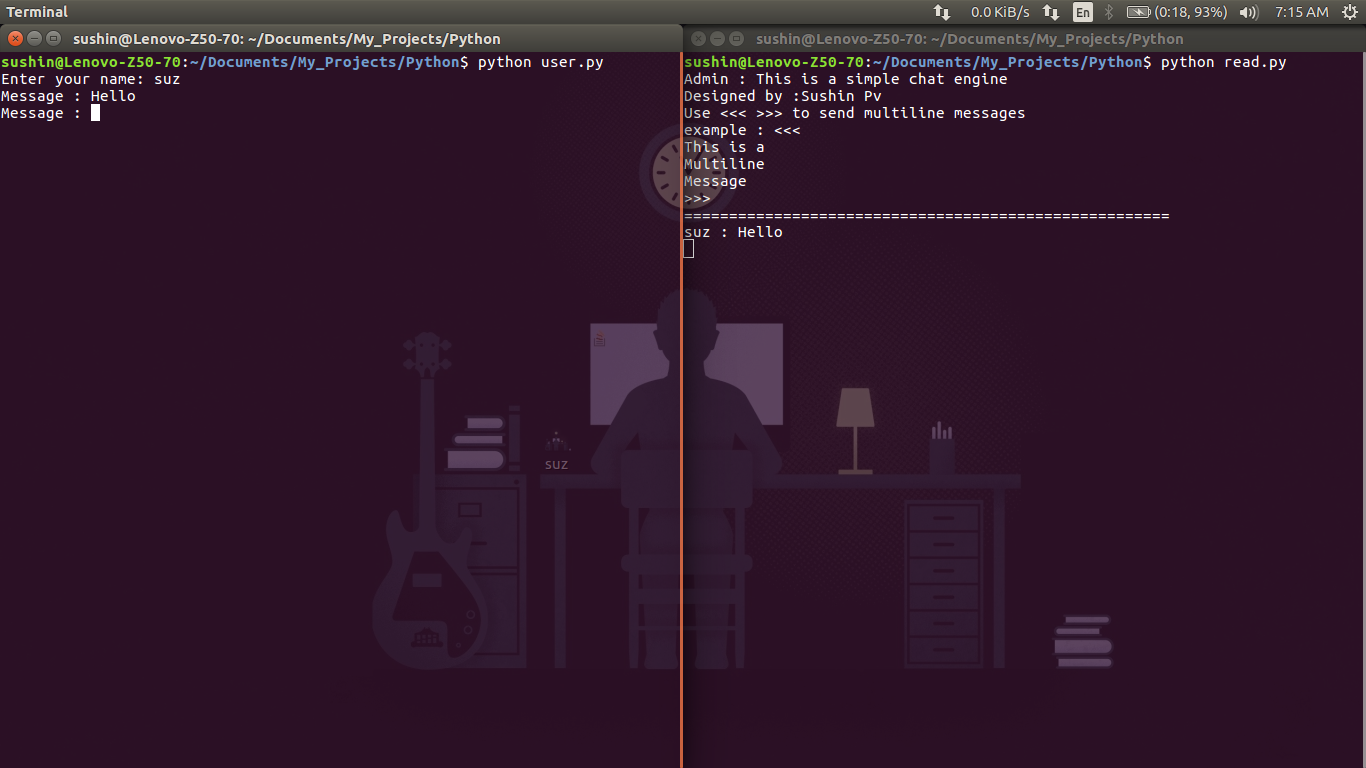 Terminal
0.0 KiB/s
En
(0:18, 93%)
7:15 AM
sushin@Lenovo-Z50-70: ~/Documents/My_Projects/Python
sushin@Lenovo-Z50-70:~/Documents/My_Projects/Python$ python user.py
Enter your name: suz
Message : Hello
Message :
sushin@Lenovo-Z50-70: ~/Documents/My_Projects/Python
sushin@Lenovo-Z50-70:~/Documents/My_Projects/Python$ python read.py
Admin : This is a simple chat engine
Designed by :Sushin Pv
Use <<< >>> to send multiline messages
example : <<<
This is a
Multiline
Message
>>>
======================================================
suz : Hello
suz